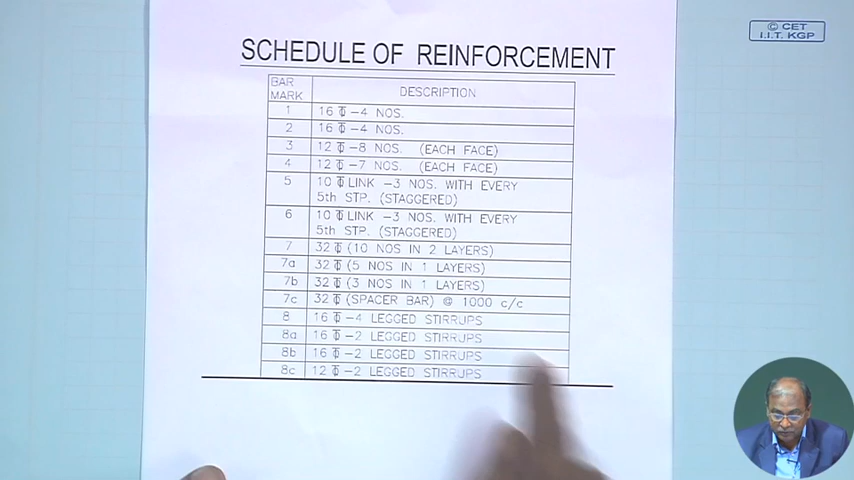 © CET
I.I.T. KGP
SCHEDULE OF REINFORCEMENT
BAR MARK DESCRIPTION
1 16 Φ̅ -4 NOS.
2 16 Φ̅ -4 NOS.
3 12 Φ̅ -8 NOS. (EACH FACE)
4 12 Φ̅ -7 NOS. (EACH FACE)
5 10 Φ̅ LINK -3 NOS. WITH EVERY
5th STP. (STAGGERED)
6 10 Φ̅ LINK -3 NOS. WITH EVERY
5th STP. (STAGGERED)
7 32 Φ̅ (10 NOS IN 2 LAYERS)
7a 32 Φ̅ (5 NOS IN 1 LAYERS)
7b 32 Φ̅ (3 NOS IN 1 LAYERS)
7c 32 Φ̅ (SPACER BAR) @ 1000 c/c
8 16 Φ̅ -4 LEGGED STIRRUPS
8a 16 Φ̅ -2 LEGGED STIRRUPS
8b 16 Φ̅ -2 LEGGED STIRRUPS
8c 12 Φ̅ -2 LEGGED STIRRUPS